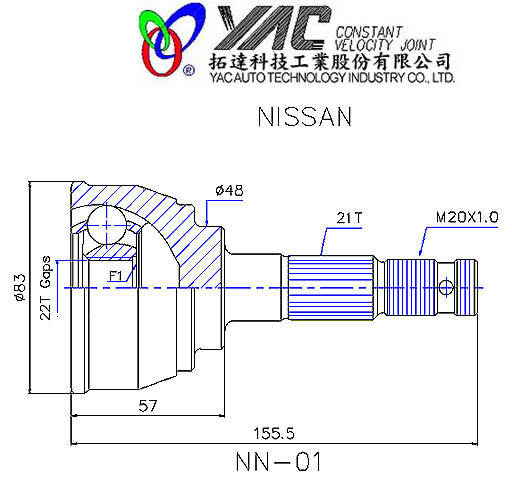 YAC CONSTANT
VELOCITY JOINT
拓達科技工業股份有限公司
® YAC AUTO TECHNOLOGY INDUSTRY CO., LTD.
NISSAN
ø48
21T
M20X1.0
ø83
22T Gaps
F1
57
155.5
NN-01